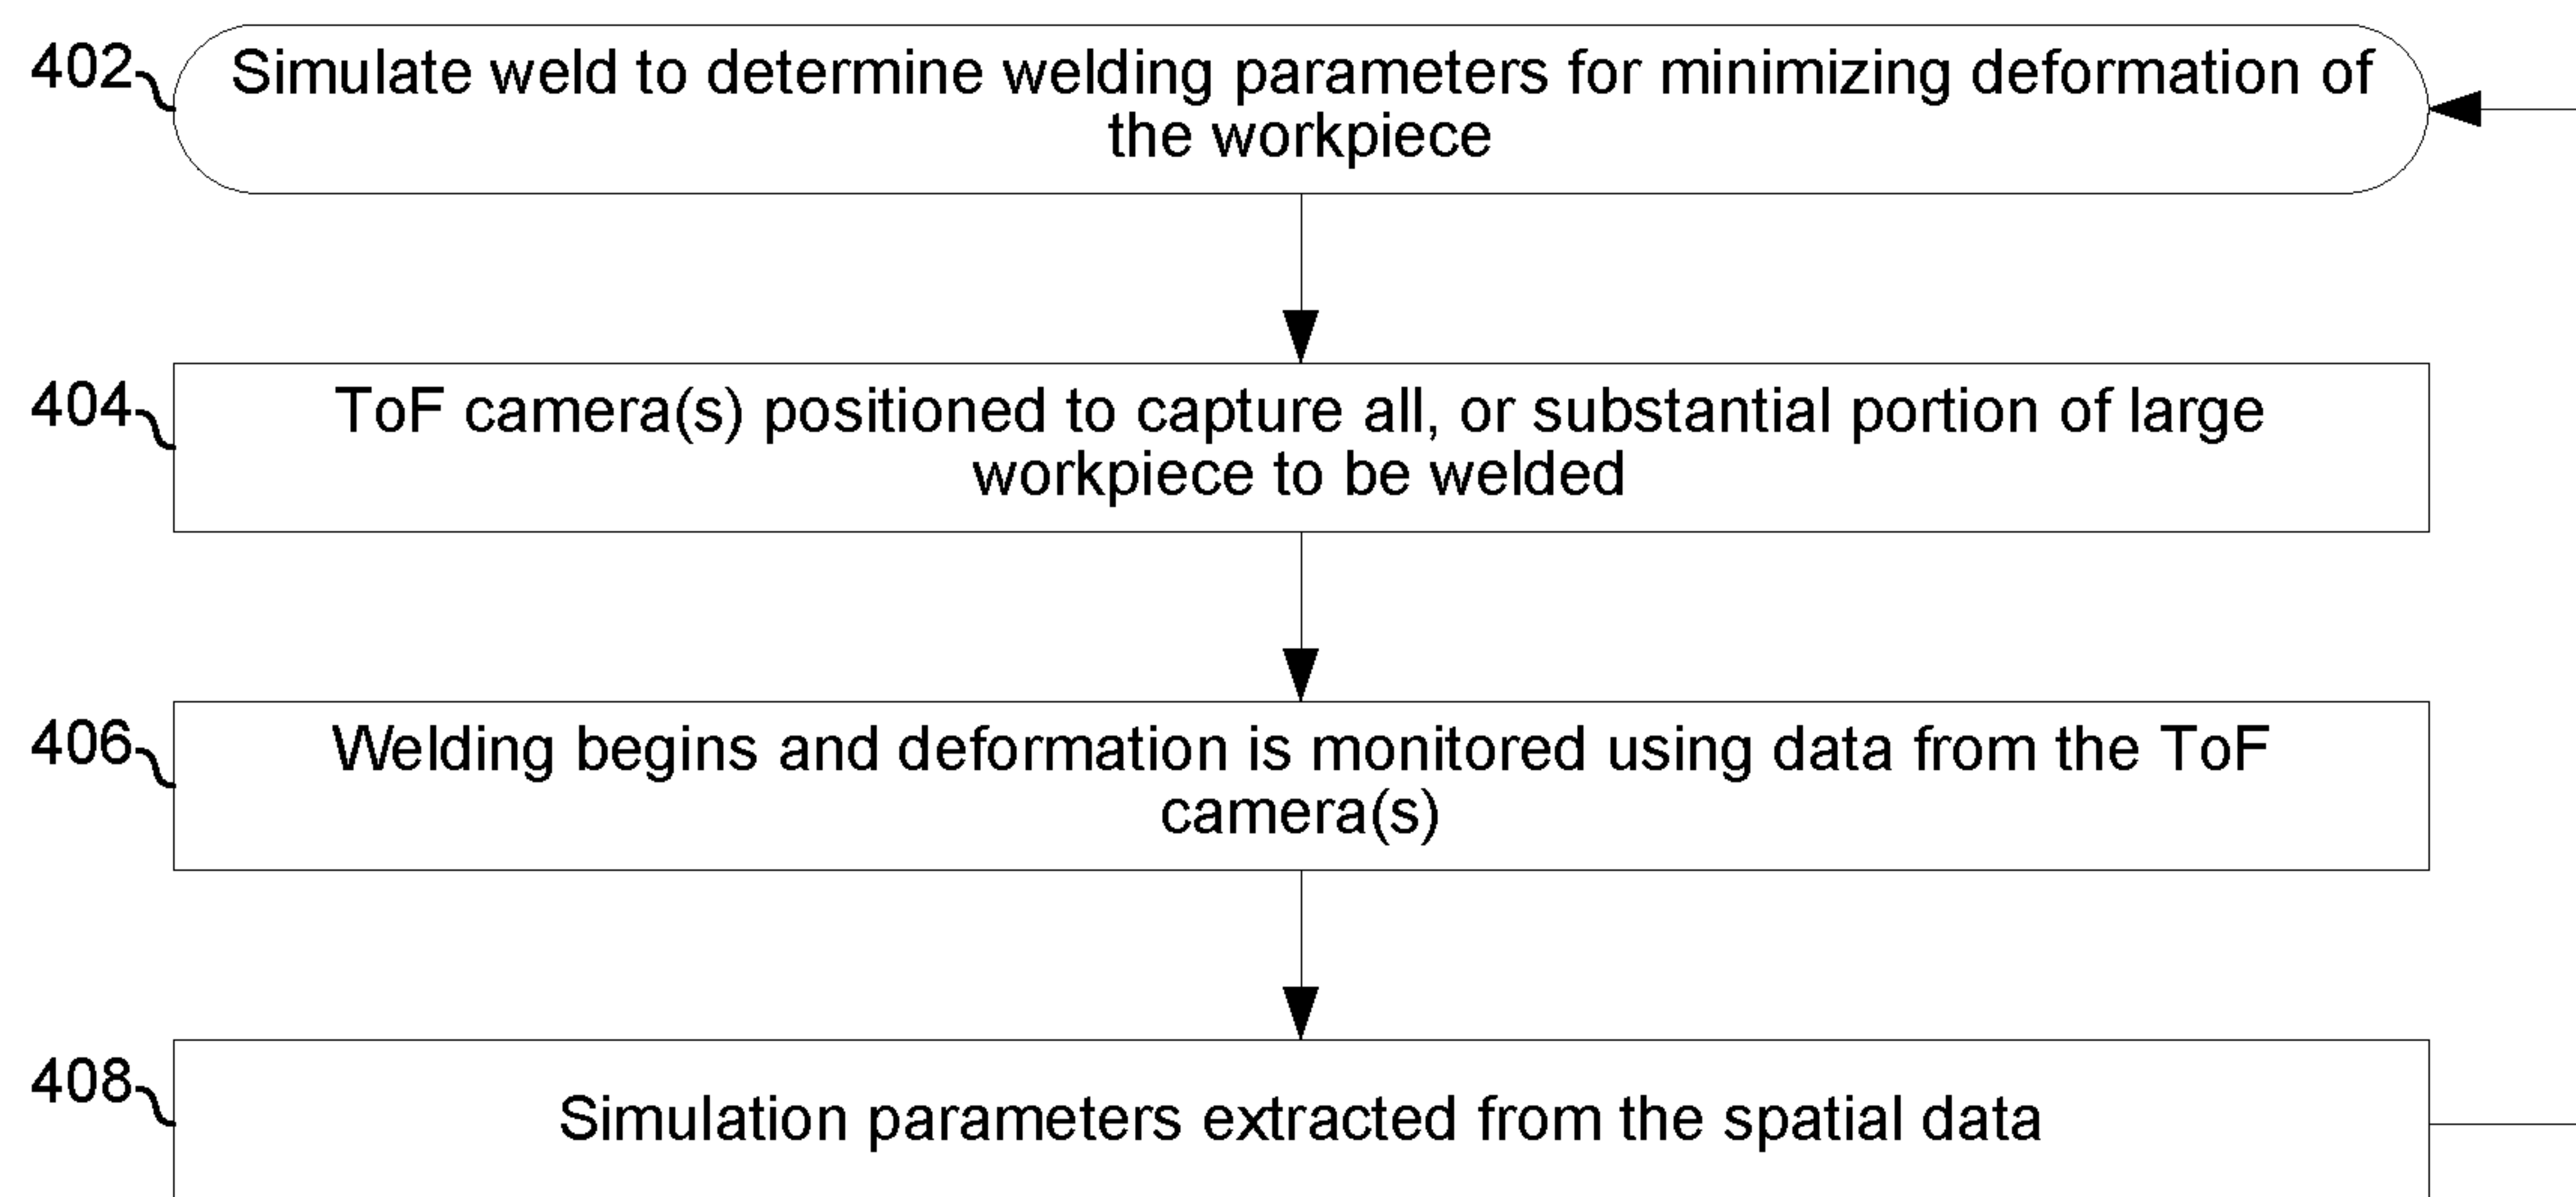 402
Simulate weld to determine welding parameters for minimizing deformation of
the workpiece
404
ToF camera(s) positioned to capture all, or substantial portion of large
workpiece to be welded
406
Welding begins and deformation is monitored using data from the ToF
camera(s)
408
Simulation parameters extracted from the spatial data